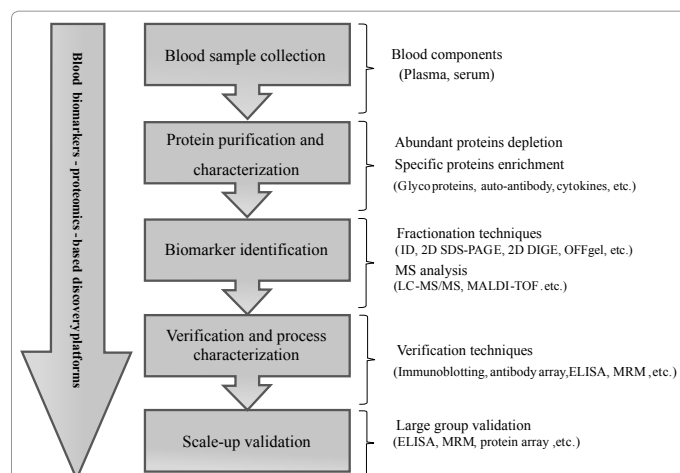 Blood biomarkers - proteomics - based discovery platforms
Blood sample collection
Blood components
(Plasma, serum)
Protein purification and
characterization
Abundant proteins depletion
Specific proteins enrichment
(Glycoproteins, auto-antibody, cytokines, etc.)
Biomarker identification
Fractionation techniques
(ID, 2D SDS-PAGE, 2D DIGE, OFFgel, etc.)
MS analysis
(LC-MS/MS, MALDI-TOF .etc.)
Verification and process
characterization
Verification techniques
(Immunoblotting, antibody array,ELISA, MRM ,etc.)
Scale-up validation
Large group validation
(ELISA, MRM, protein array ,etc.)